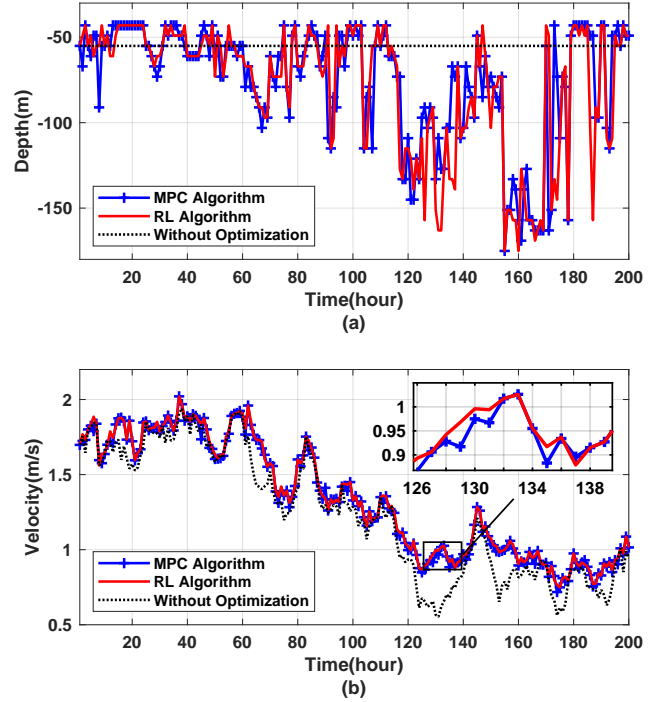 -50
-100
-150
Depth(m)
MPC Algorithm
RL Algorithm
Without Optimization
20 40 60 80 100 120 140 160 180 200
Time(hour)
(a)
2
1.5
1
0.5
Velocity(m/s)
1
0.95
0.9
126 130 134 138
MPC Algorithm
RL Algorithm
Without Optimization
20 40 60 80 100 120 140 160 180 200
Time(hour)
(b)